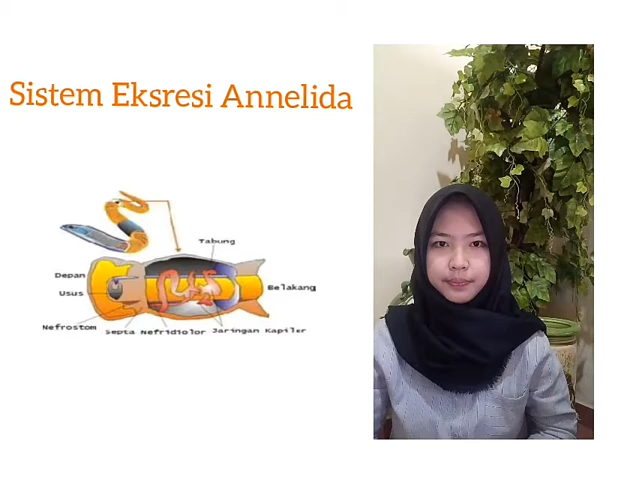 Sistem Eksresi Annelida
Tabung
Depan
Usus
Belakang
Nefrostom Septa Nefridiolor Jaringan Kapiler